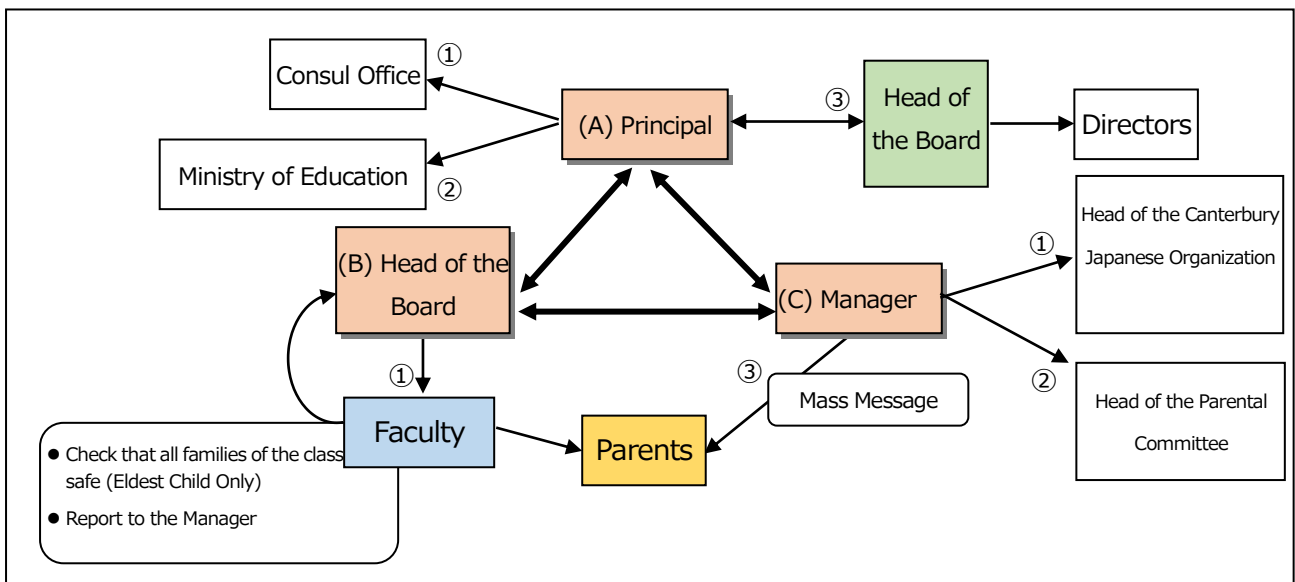 ①
Consul Office
(A) Principal
③
Head of
the Board
Directors
Ministry of Education
②
(B) Head of the
Board
(C) Manager
①
Head of the Canterbury
Japanese Organization
①
③
Mass Message
②
Head of the Parental
Committee
Faculty
Parents
● Check that all families of the class
safe (Eldest Child Only)
● Report to the Manager